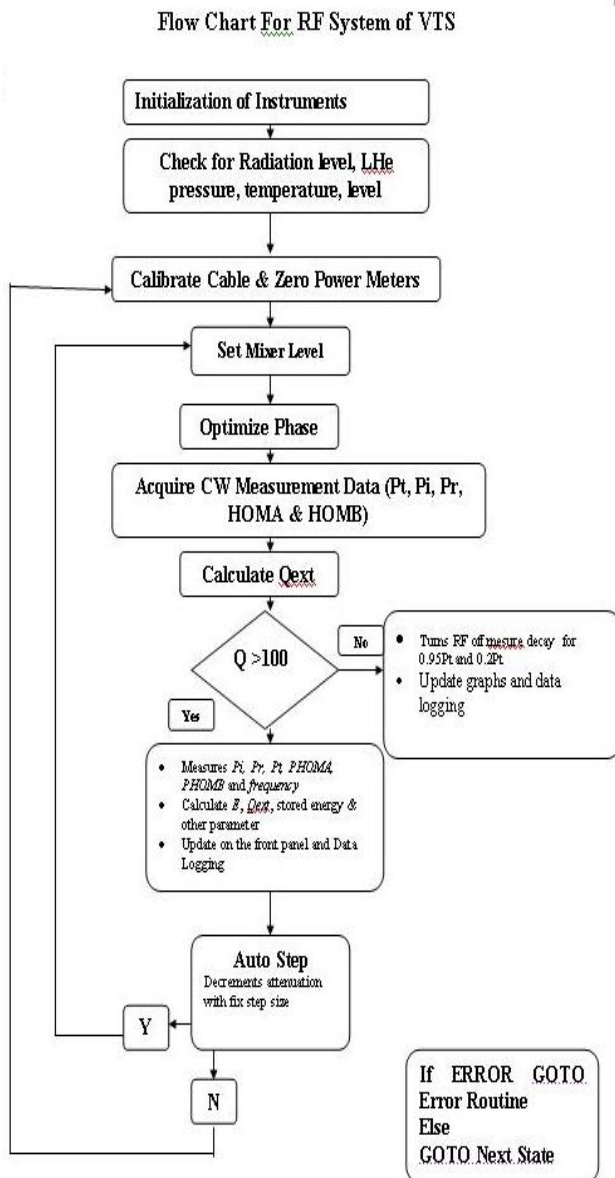 Flow Chart For RF System of VTS
Initialization of Instruments
Check for Radiation level, LHe
pressure, temperature, level
Calibrate Cable & Zero Power Meters
Set Mixer Level
Optimize Phase
Acquire CW Measurement Data (Pt, Pi, Pr,
HOMA & HOMB)
Calculate Qext
Q >100
No
• Turns RF off mesure decay for
0.95Pt and 0.2Pt
• Update graphs and data
logging
Yes
• Measures Pi, Pr, Pt, PHOMA,
PHOMB and frequency
• Calculate E, Qext, stored energy &
other parameter
• Update on the front panel and Data
Logging
Auto Step
Decrements attenuation
with fix step size
Y
N
If ERROR GOTO
Error Routine
Else
GOTO Next State